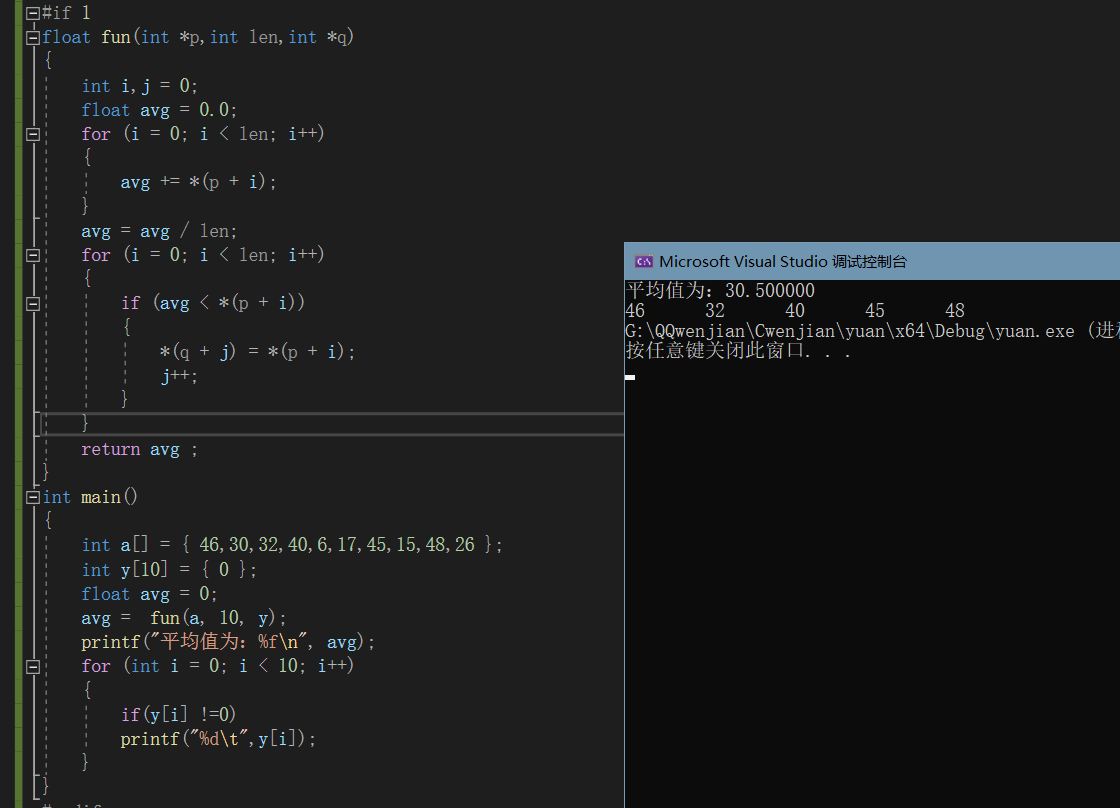 #if 1
float fun(int *p,int len,int *q)
{
int i,j = 0;
float avg = 0.0;
for (i = 0; i < len; i++)
{
avg += *(p + i);
}
avg = avg / len;
for (i = 0; i < len; i++)
{
if (avg < *(p + i))
{
*(q + j) = *(p + i);
j++;
}
}
return avg ;
}
int main()
{
int a[] = { 46,30,32,40,6,17,45,15,48,26 };
int y[10] = { 0 };
float avg = 0;
avg =  fun(a, 10, y);
printf("平均值为：%f\n", avg);
for (int i = 0; i < 10; i++)
{
if(y[i] !=0)
printf("%d\t",y[i]);
}
}
Microsoft Visual Studio 调试控制台
平均值为：30.500000
46 32 40 45 48
G:\QQwenjian\Cwenjian\yuan\x64\Debug\yuan.exe (进
按任意键关闭此窗口. . .